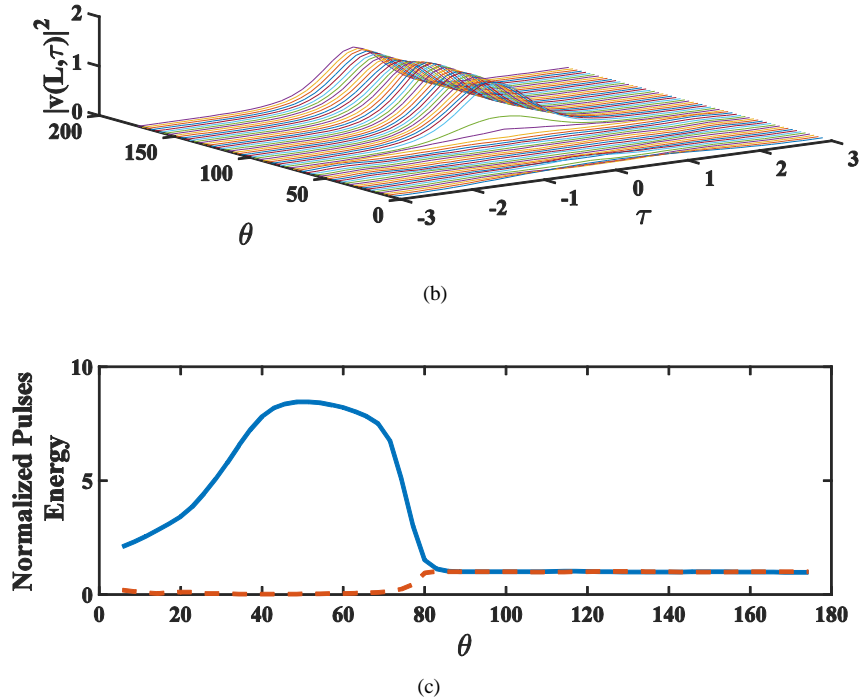 2
1
0
|v(L,τ)|²
200
150
100
50
0
θ
-3
-2
-1
0
1
2
3
τ
(b)
10
5
0
Normalized Pulses
Energy
0 20 40 60 80 100 120 140 160 180
θ
(c)